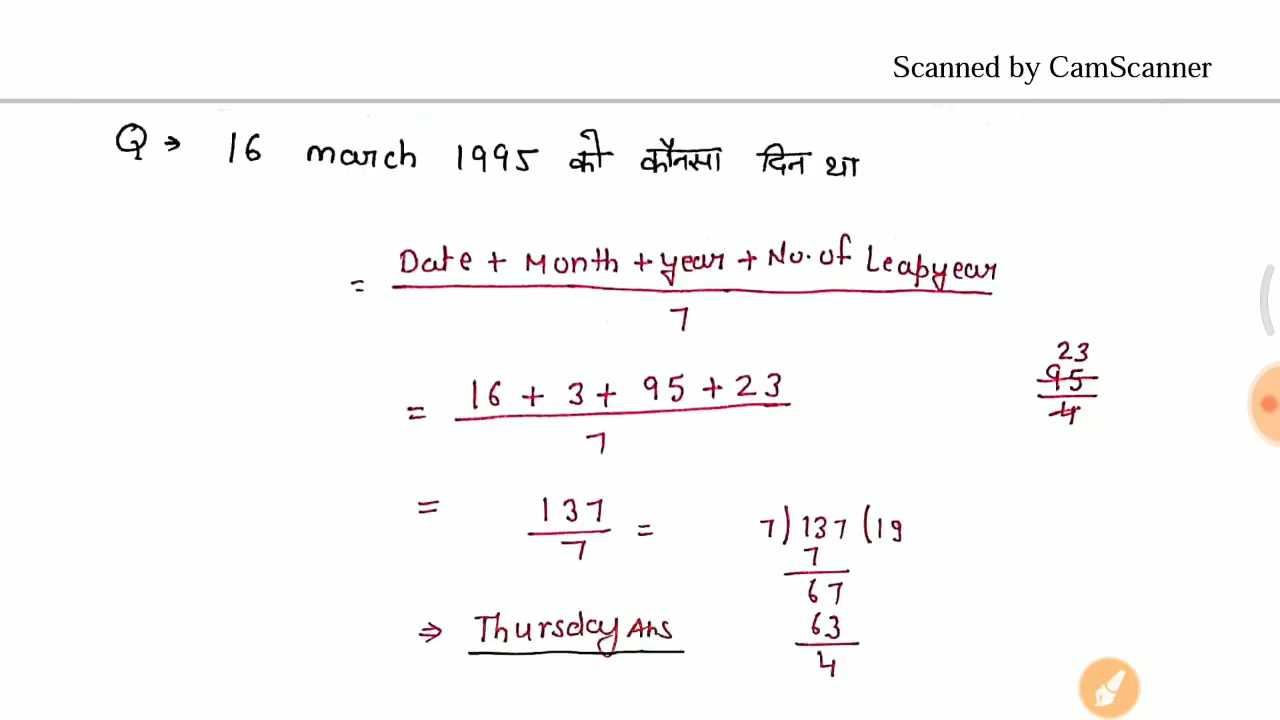 Scanned by CamScanner
Q → 16 march 1995 को कौनसा दिन था
= Date + Month + year + No. of Leapyear
7
= 16 + 3 + 95 + 23
7
23
95
4
= 137
7
=
7) 137 (19
7
67
63
4
⇒ Thursday Ans